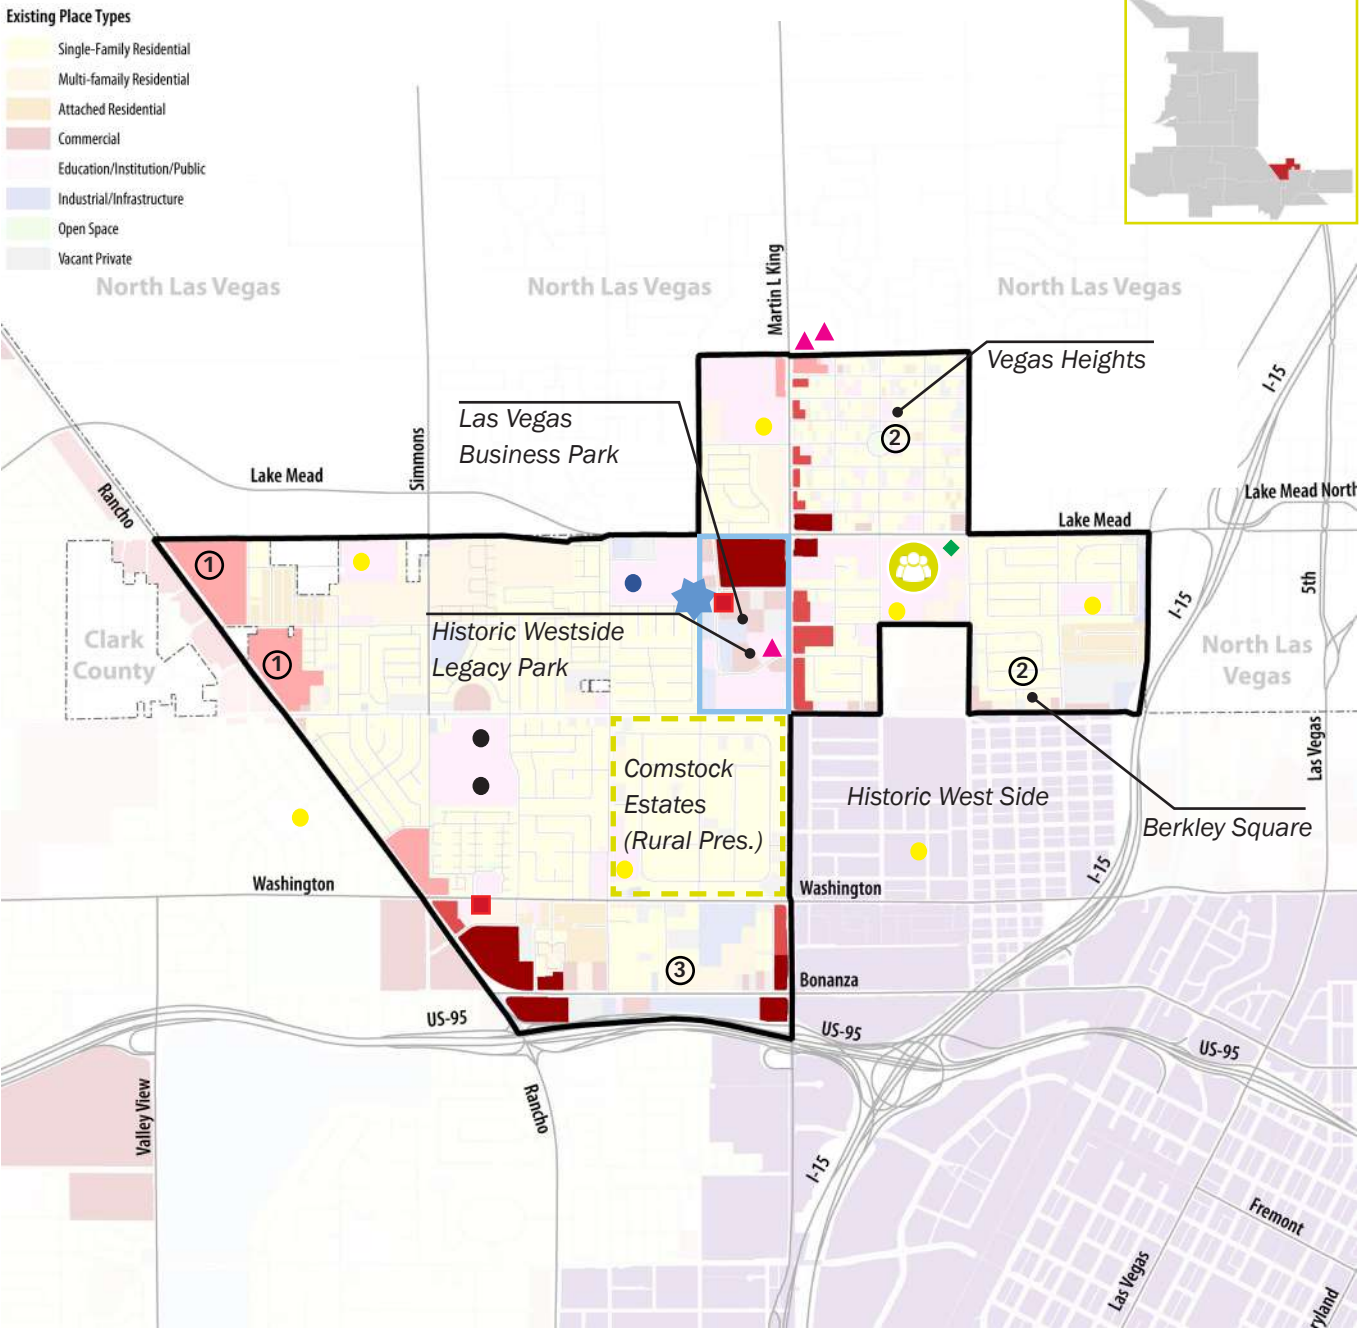 Existing Place Types
Single-Family Residential
Multi-famaily Residential
Attached Residential
Commercial
Education/Institution/Public
Industrial/Infrastructure
Open Space
Vacant Private
North Las Vegas
North Las Vegas
North Las Vegas
Martin L King
Vegas Heights
I-15
Las Vegas
Business Park
2
Simmons
Lake Mead
Rancho
Lake Mead North
Lake Mead
1
5th
I-15
Clark
County
Historic Westside
Legacy Park
North Las
Vegas
1
2
Las Vegas
Comstock
Estates
(Rural Pres.)
Historic West Side
Berkley Square
I-15
Washington
Washington
3
Bonanza
US-95
US-95
US-95
Valley View
Rancho
I-15
Fremont
Las Vegas
ryland